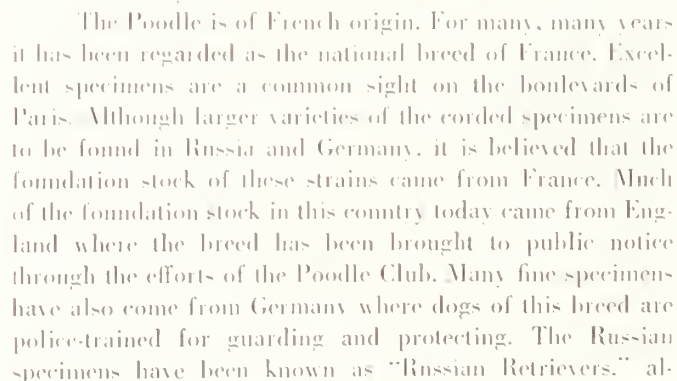 The Poodle is of French origin. For many, many years
it has been regarded as the national breed of France. Excel-
lent specimens are a common sight on the boulevards of
Paris. Although larger varieties of the corded specimens are
to be found in Russia and Germany, it is believed that the
foundation stock of these strains came from France. Much
of the foundation stock in this country today came from Eng-
land where the breed has been brought to public notice
through the efforts of the Poodle Club. Many fine specimens
have also come from Germany where dogs of this breed are
police-trained for guarding and protecting. The Russian
specimens have been known as "Russian Retrievers," al-